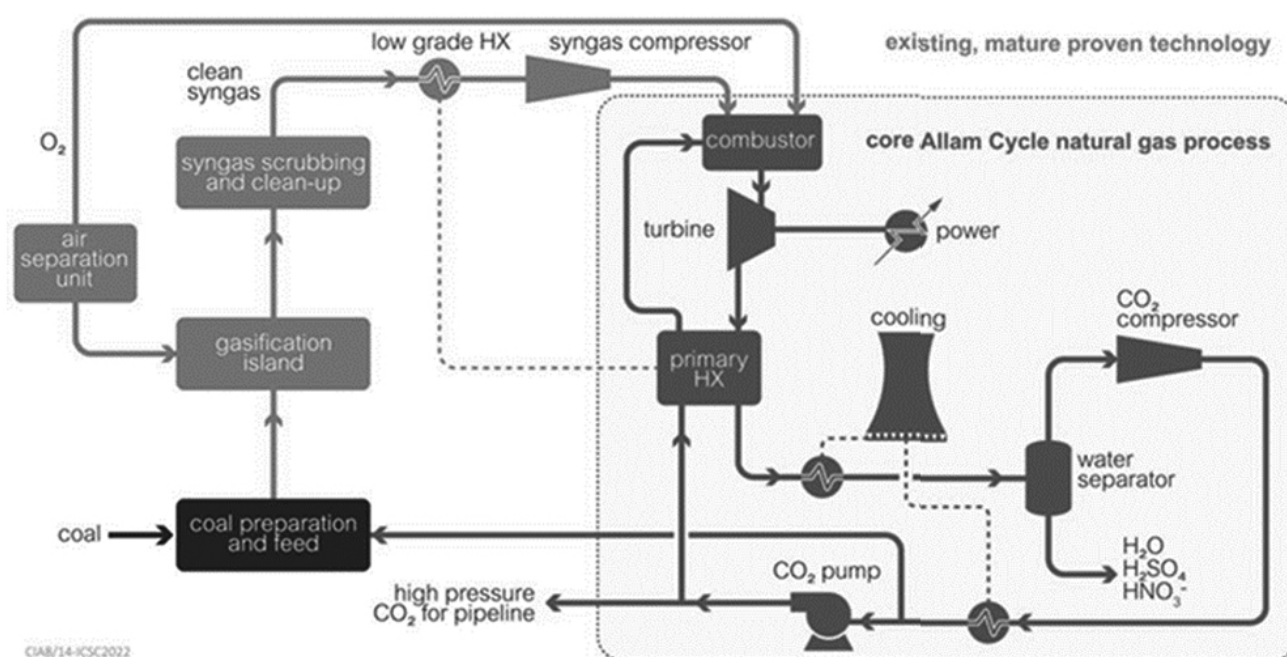 low grade HX
syngas compressor
existing, mature proven technology
clean
syngas
O₂
combustor
core Allam Cycle natural gas process
syngas scrubbing
and clean-up
turbine
power
air
separation
unit
CO₂
compressor
cooling
gasification
island
primary
HX
water
separator
coal
coal preparation
and feed
H₂O
H₂SO₄
HNO₃⁻
CO₂ pump
high pressure
CO₂ for pipeline
CIAB/14-ICSC2022